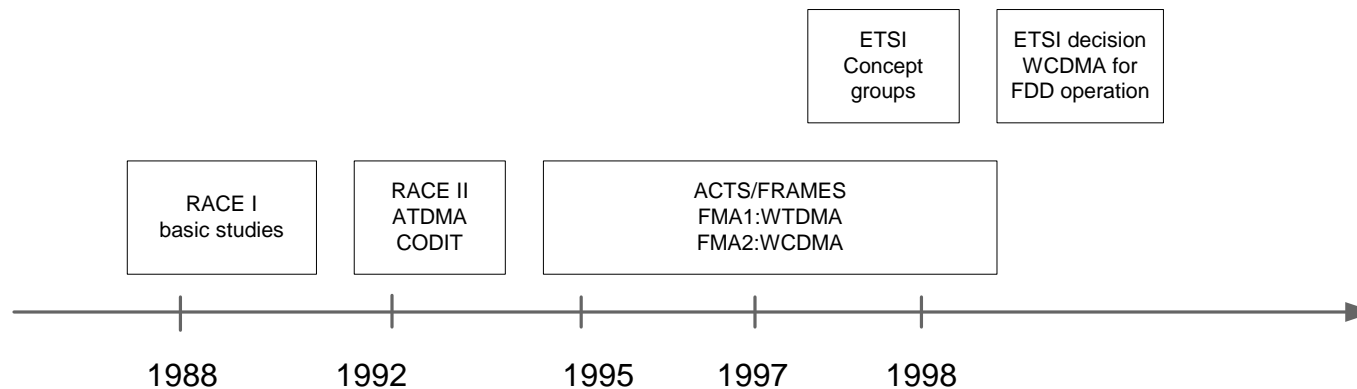 ETSI
Concept
groups
ETSI decision
WCDMA for
FDD operation
RACE I
basic studies
RACE II
ATDMA
CODIT
ACTS/FRAMES
FMA1:WTDMA
FMA2:WCDMA
1988
1992
1995
1997
1998